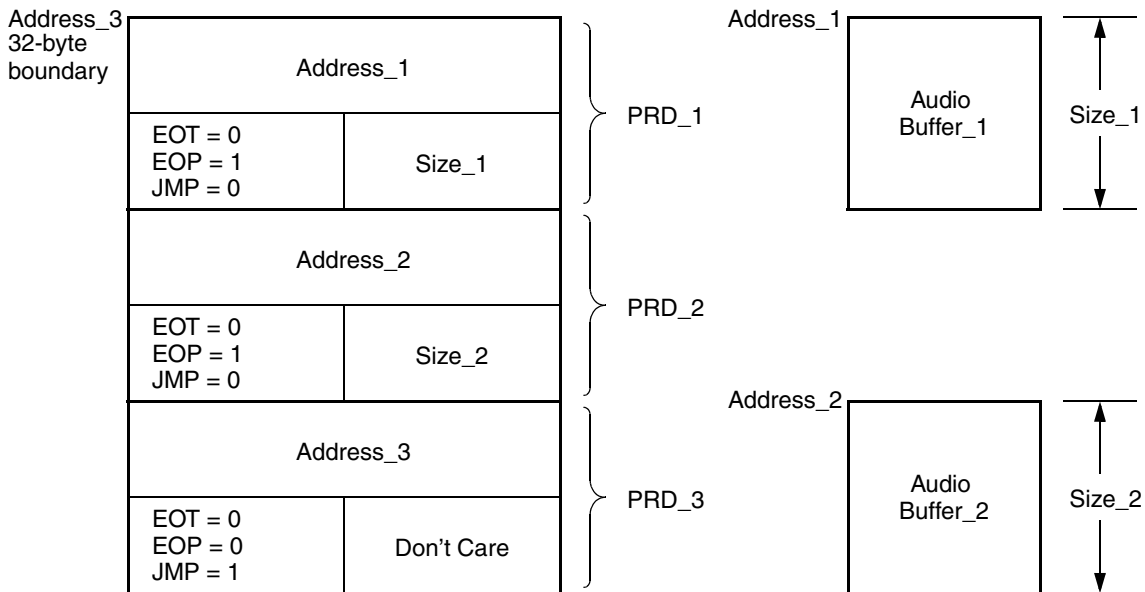 Address_3
32-byte
boundary
Address_1
EOT = 0
EOP = 1
JMP = 0
Size_1
PRD_1
Address_2
EOT = 0
EOP = 1
JMP = 0
Size_2
PRD_2
Address_3
EOT = 0
EOP = 0
JMP = 1
Don't Care
PRD_3
Address_1
Audio
Buffer_1
Size_1
Address_2
Audio
Buffer_2
Size_2